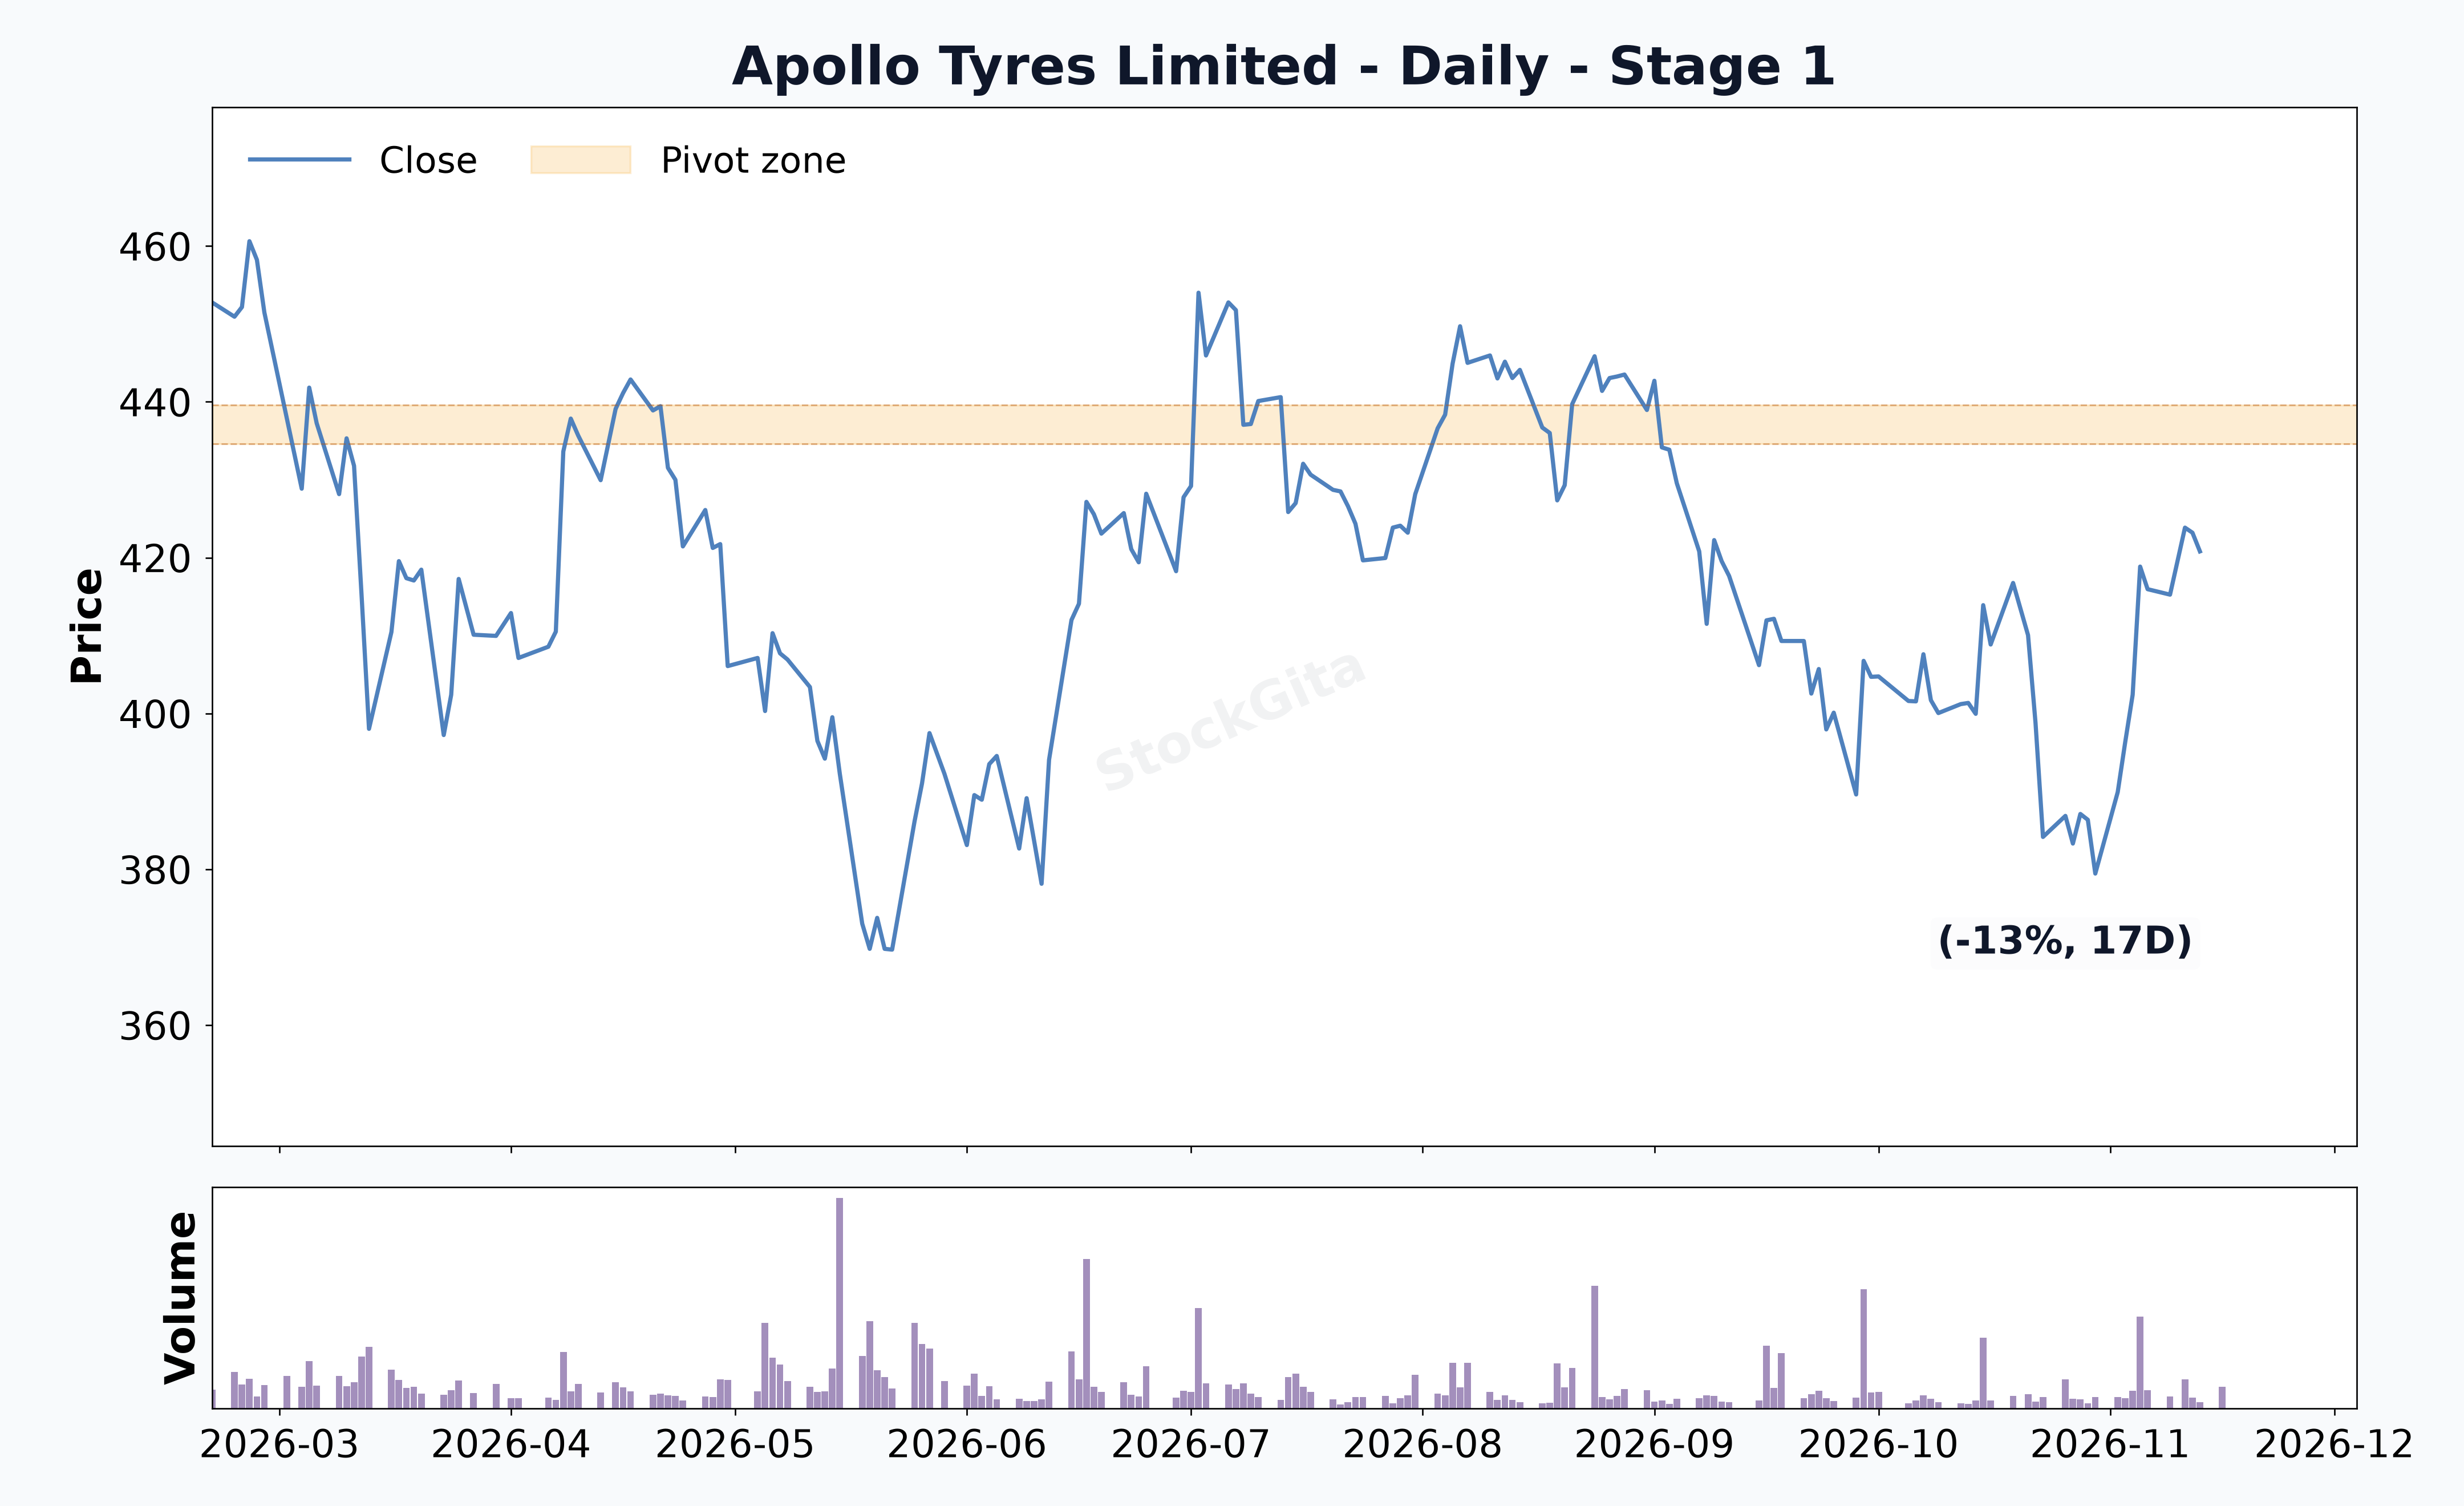 Apollo Tyres Limited - Daily - Stage 1
Close
Pivot zone
460
440
420
400
380
360
Price
StockGita
(-13%, 17D)
Volume
2026-03
2026-04
2026-05
2026-06
2026-07
2026-08
2026-09
2026-10
2026-11
2026-12